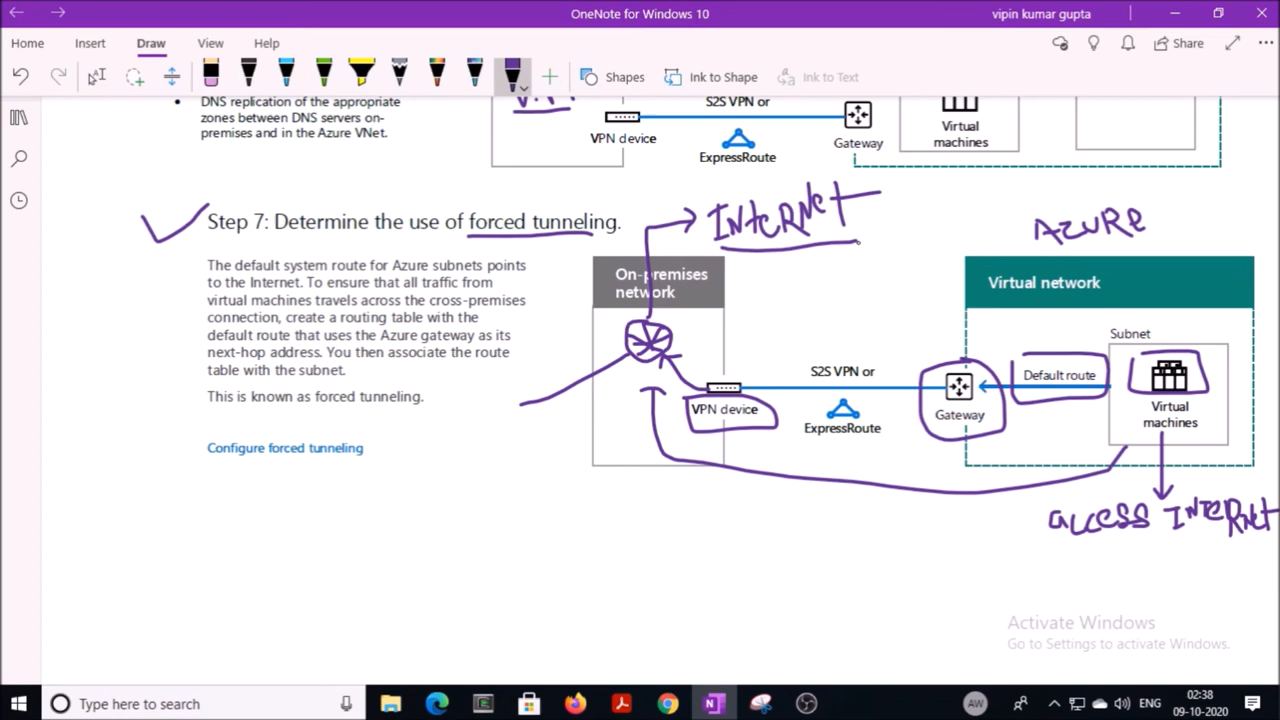 OneNote for Windows 10
vipin kumar gupta
Home Insert Draw View Help
Share
Shapes Ink to Shape Ink to Text
• DNS replication of the appropriate
zones between DNS servers on-
premises and in the Azure VNet.
VPN device
S2S VPN or
ExpressRoute
Gateway
Virtual
machines
Step 7: Determine the use of forced tunneling.
INteRNet
AZURe
The default system route for Azure subnets points
to the Internet. To ensure that all traffic from
virtual machines travels across the cross-premises
connection, create a routing table with the
default route that uses the Azure gateway as its
next-hop address. You then associate the route
table with the subnet.
This is known as forced tunneling.
Configure forced tunneling
On-premises
network
VPN device
S2S VPN or
ExpressRoute
Virtual network
Subnet
Default route
Gateway
Virtual
machines
access INteRNet
Activate Windows
Go to Settings to activate Windows.
Type here to search
AW
ENG
02:38
09-10-2020